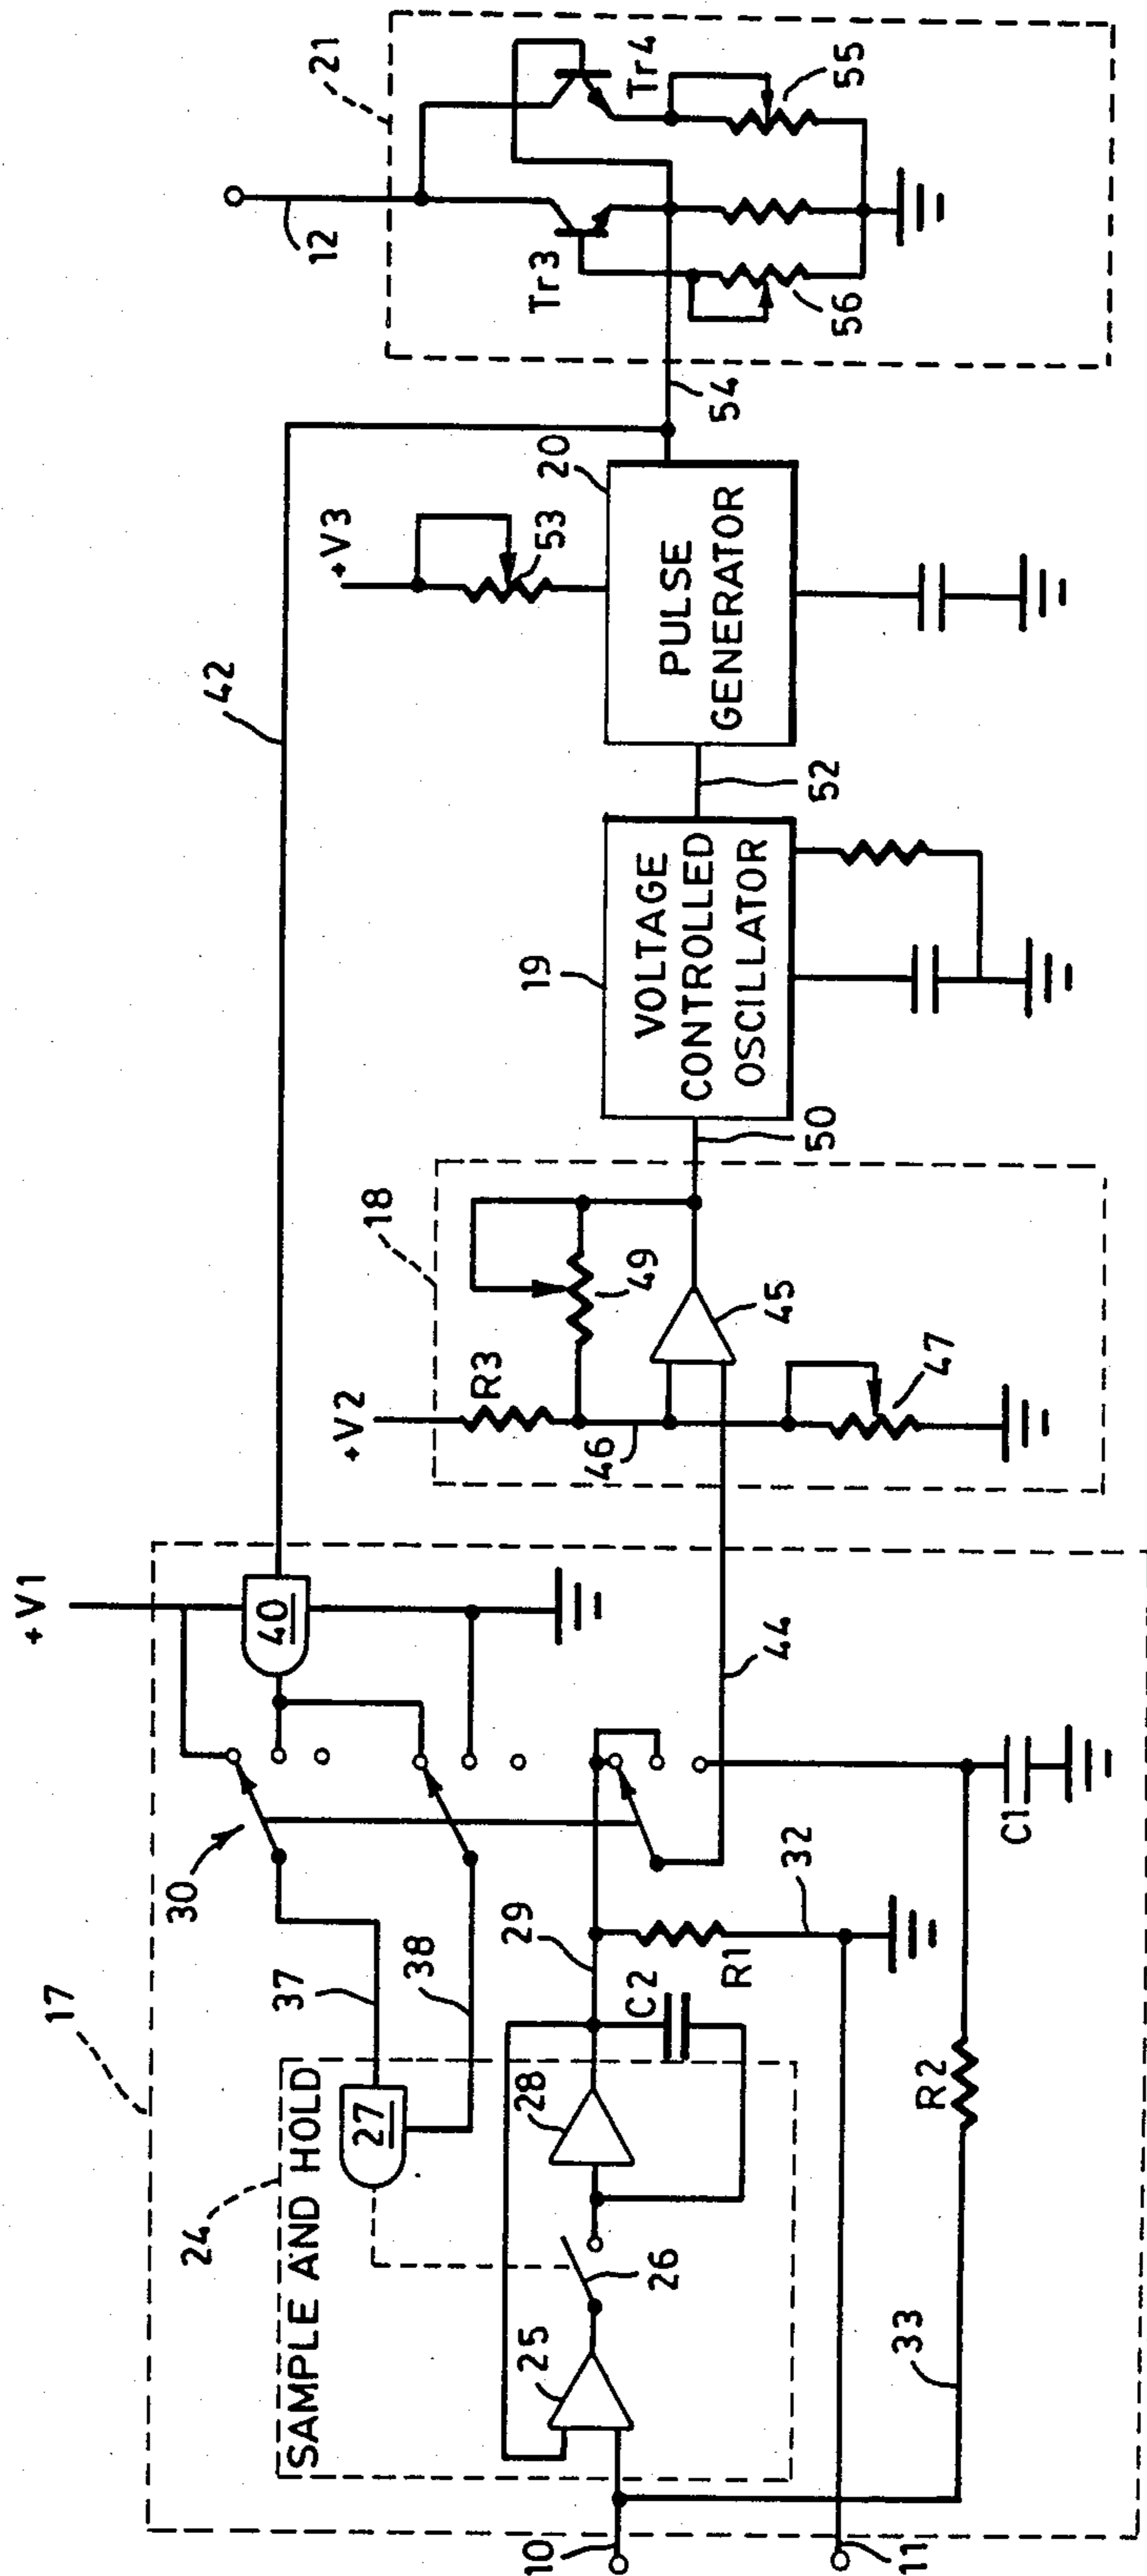 17
24
SAMPLE AND HOLD
27
37
38
30
+V1
40
42
25
26
28
29
C2
R1
32
10
11
33
R2
C1
44
18
+V2
R3
46
49
45
47
50
19
VOLTAGE
CONTROLLED
OSCILLATOR
52
+V3
53
20
PULSE
GENERATOR
54
21
12
Tr3
Tr4
56
55